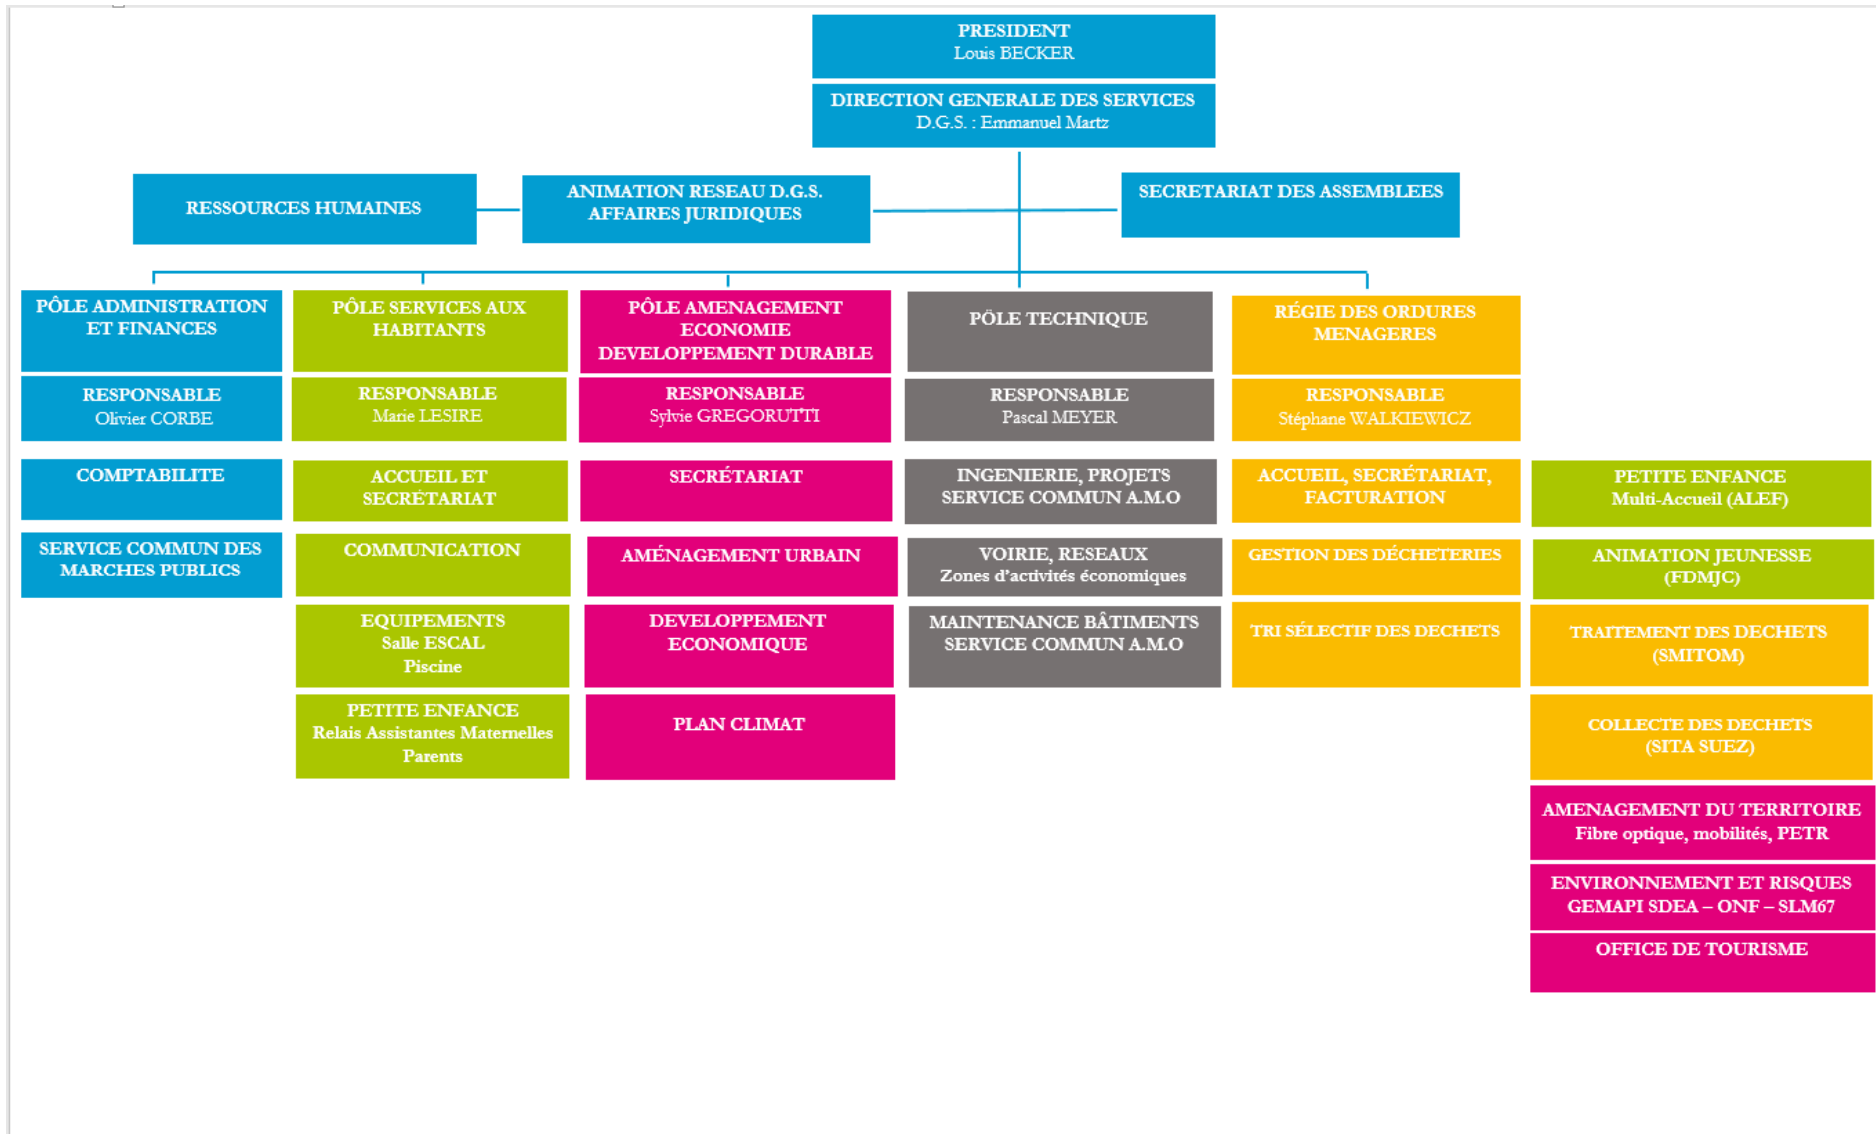 PRESIDENT
Louis BECKER
DIRECTION GENERALE DES SERVICES
D.G.S. : Emmanuel Martz
RESSOURCES HUMAINES
ANIMATION RESEAU D.G.S.
AFFAIRES JURIDIQUES
SECRETARIAT DES ASSEMBLEES
PÔLE ADMINISTRATION
ET FINANCES
RESPONSABLE
Olivier CORBE
COMPTABILITE
SERVICE COMMUN DES
MARCHES PUBLICS
PÔLE SERVICES AUX
HABITANTS
RESPONSABLE
Marie LESIRE
ACCUEIL ET
SECRÉTARIAT
COMMUNICATION
EQUIPEMENTS
Salle ESCAL
Piscine
PETITE ENFANCE
Relais Assistantes Maternelles
Parents
PÔLE AMENAGEMENT
ECONOMIE
DEVELOPPEMENT DURABLE
RESPONSABLE
Sylvie GREGORUTTI
SECRÉTARIAT
AMÉNAGEMENT URBAIN
DEVELOPPEMENT
ECONOMIQUE
PLAN CLIMAT
PÖLE TECHNIQUE
RESPONSABLE
Pascal MEYER
INGENIERIE, PROJETS
SERVICE COMMUN A.M.O
VOIRIE, RESEAUX
Zones d'activités économiques
MAINTENANCE BÂTIMENTS
SERVICE COMMUN A.M.O
RÉGIE DES ORDURES
MENAGERES
RESPONSABLE
Stéphane WALKIEWICZ
ACCUEIL, SECRÉTARIAT,
FACTURATION
GESTION DES DÉCHETERIES
TRI SÉLECTIF DES DECHETS
PETITE ENFANCE
Multi-Accueil (ALEF)
ANIMATION JEUNESSE
(FDMJC)
TRAITEMENT DES DECHETS
(SMITOM)
COLLECTE DES DECHETS
(SITA SUEZ)
AMENAGEMENT DU TERRITOIRE
Fibre optique, mobilités, PETR
ENVIRONNEMENT ET RISQUES
GEMAPI SDEA – ONF – SLM67
OFFICE DE TOURISME